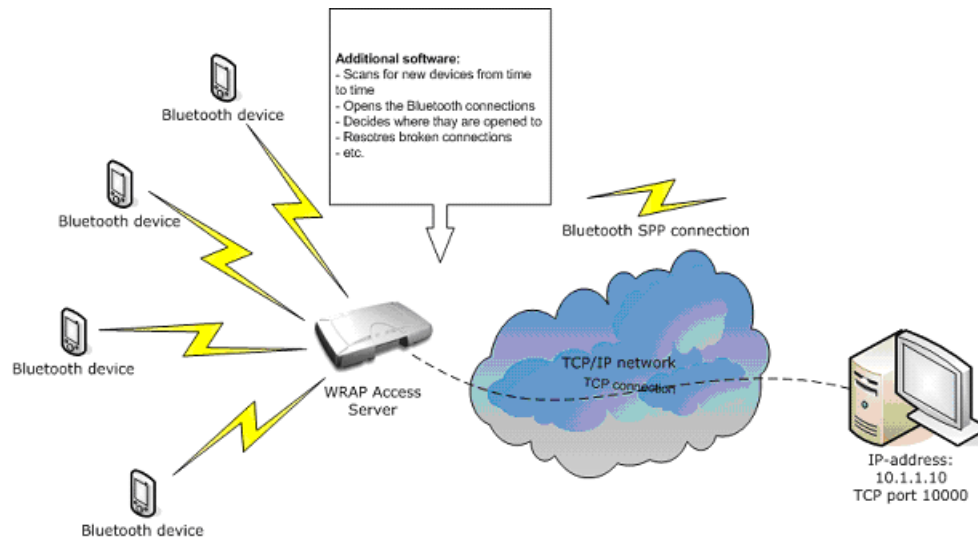 Additional software:
- Scans for new devices from time
to time
- Opens the Bluetooth connections
- Decides where thay are opened to
- Resotres broken connections
- etc.
Bluetooth device
Bluetooth device
Bluetooth SPP connection
Bluetooth device
WRAP Access
Server
TCP/IP network
TCP connection
IP-address:
10.1.1.10
TCP port 10000
Bluetooth device